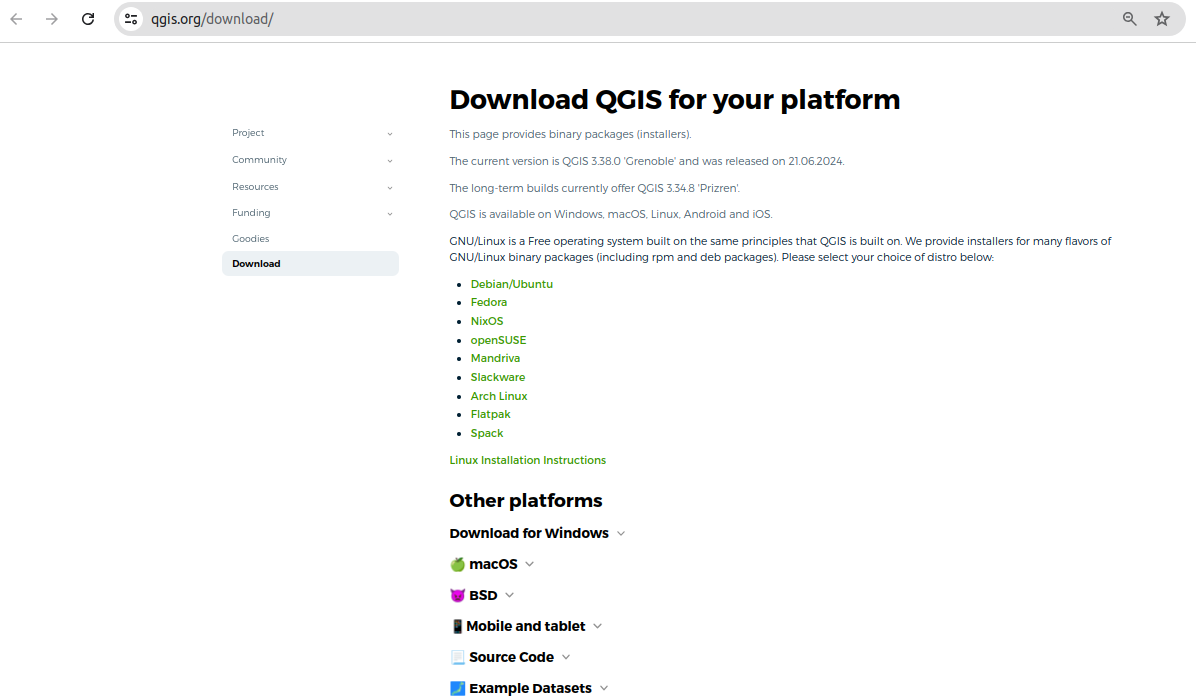 qgis.org/download/
Download QGIS for your platform
Project
Community
Resources
Funding
Goodies
Download
This page provides binary packages (installers).
The current version is QGIS 3.38.0 'Grenoble' and was released on 21.06.2024.
The long-term builds currently offer QGIS 3.34.8 'Prizren'.
QGIS is available on Windows, macOS, Linux, Android and iOS.
GNU/Linux is a Free operating system built on the same principles that QGIS is built on. We provide installers for many flavors of
GNU/Linux binary packages (including rpm and deb packages). Please select your choice of distro below:
Debian/Ubuntu
Fedora
NixOS
openSUSE
Mandriva
Slackware
Arch Linux
Flatpak
Spack
Linux Installation Instructions
Other platforms
Download for Windows
macOS
BSD
Mobile and tablet
Source Code
Example Datasets